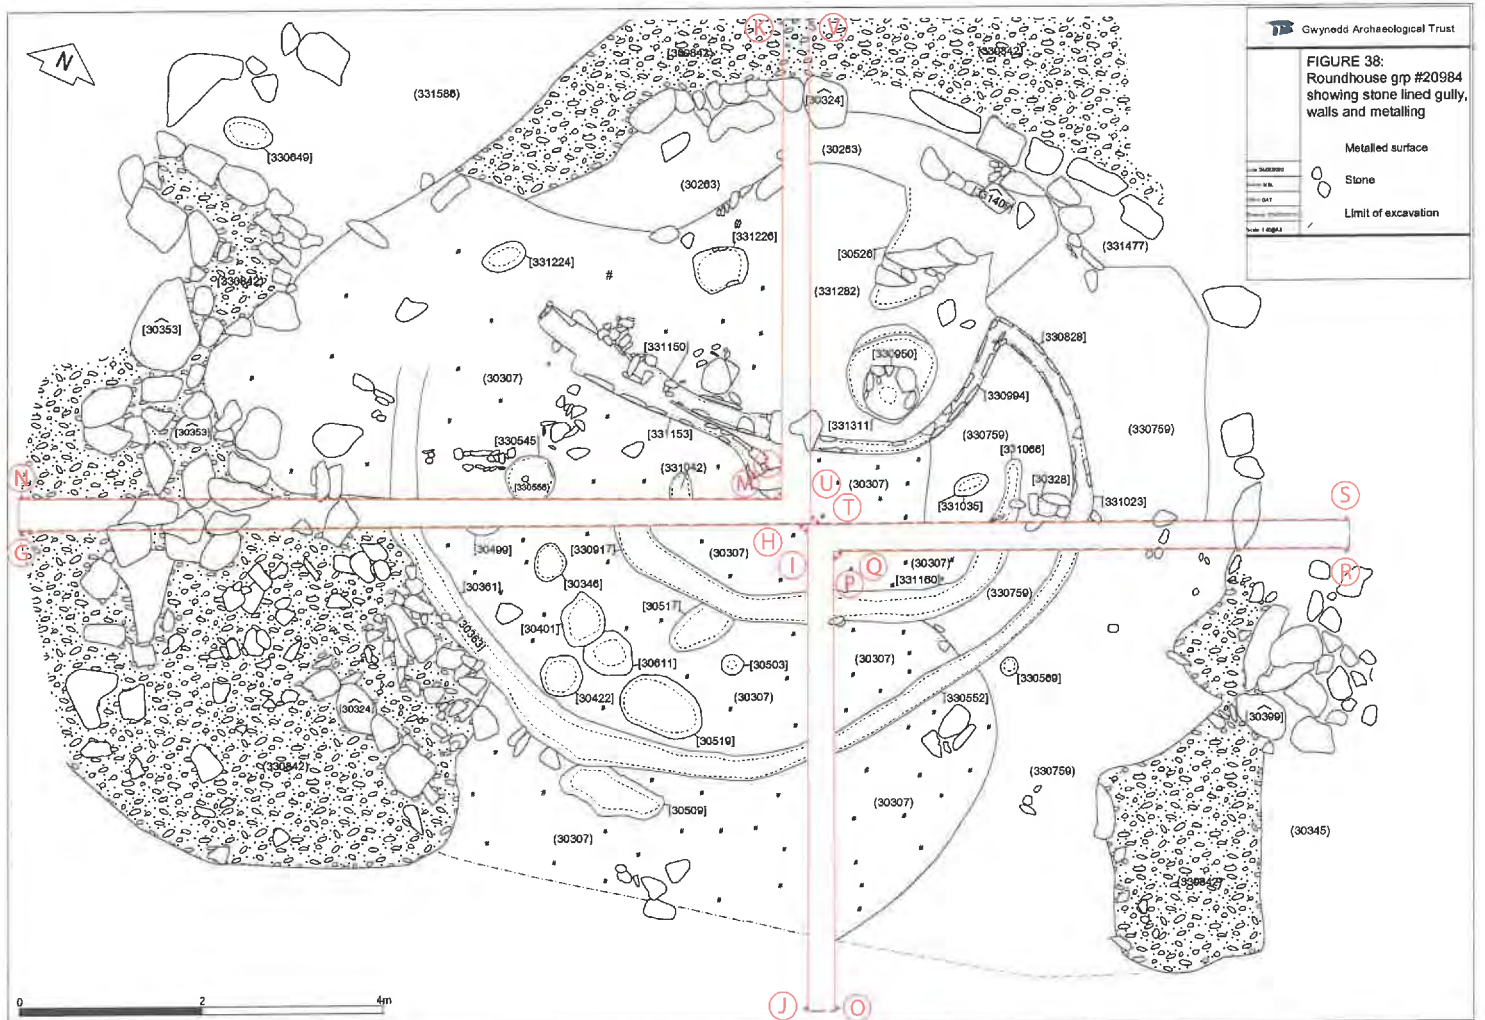 Gwynedd Archaeological Trust
FIGURE 38:
Roundhouse grp #20984
showing stone lined gully,
walls and metalling
Metalled surface
Stone
Limit of excavation
N
K
V
(331586)
(330842)
[30324]
[330649]
(30263)
(30263)
(331477)
[331226]
[30526]
[331224]
(330842)
(331282)
[30353]
[330828]
[331150]
[330950]
(30307)
[330994]
[30353]
[331311]
(330759)
(330759)
[330545]
[331153]
[331066]
(331042)
[30328]
N
M
U
(30307)
[331035]
[331023]
S
T
G
H
[30499]
[330917]
(30307)
I
Q
(30307)
R
[30361]
[30346]
P
[331160]
(330759)
[30517]
[30401]
[30611]
[30503]
(30307)
[330569]
[30422]
(30307)
[330552]
[30324]
[30399]
[30519]
(330842)
(330759)
(30307)
[30509]
(30307)
(30345)
(330842)
0
2
4m
J
O